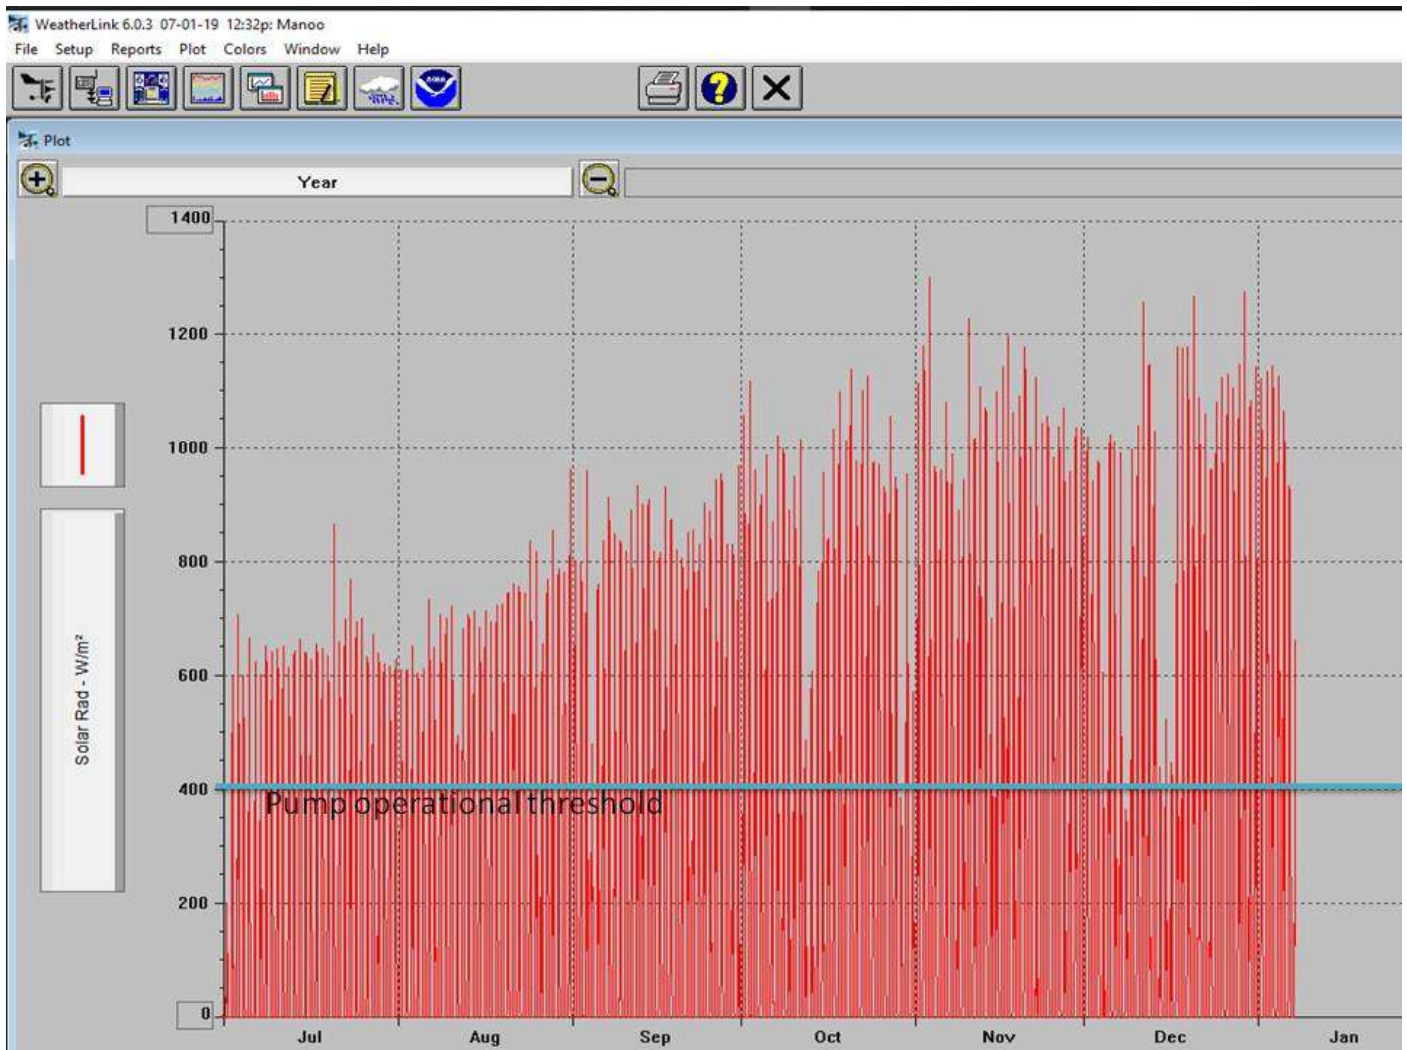 WeatherLink 6.0.3 07-01-19 12:32p: Manoo
File Setup Reports Plot Colors Window Help
NOAA
Plot
Year
1400
1200
1000
800
600
400
200
0
Solar Rad - W/m²
Pump operational threshold
Jul Aug Sep Oct Nov Dec Jan